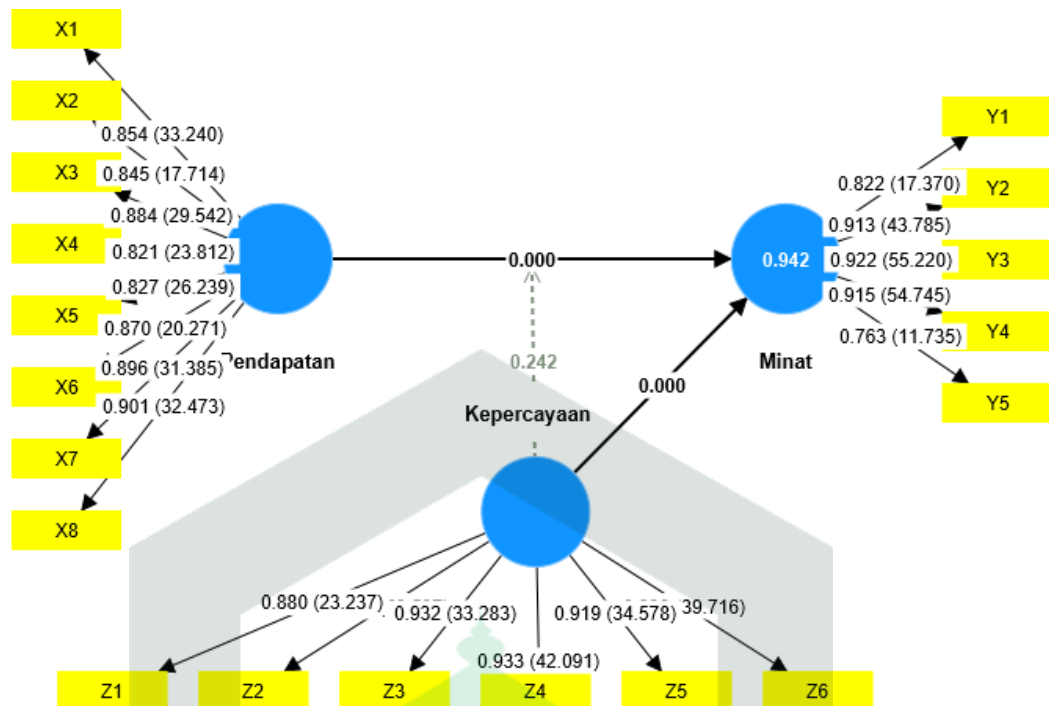 X1
X2
X3
X4
X5
X6
X7
X8
0.854 (33.240)
0.845 (17.714)
0.884 (29.542)
0.821 (23.812)
0.827 (26.239)
0.870 (20.271)
0.896 (31.385)
0.901 (32.473)
Pendapatan
0.000
0.242
Kepercayaan
0.000
0.942
Minat
0.822 (17.370)
0.913 (43.785)
0.922 (55.220)
0.915 (54.745)
0.763 (11.735)
Y1
Y2
Y3
Y4
Y5
0.880 (23.237)
0.932 (33.283)
0.933 (42.091)
0.919 (34.578)
39.716)
Z1
Z2
Z3
Z4
Z5
Z6